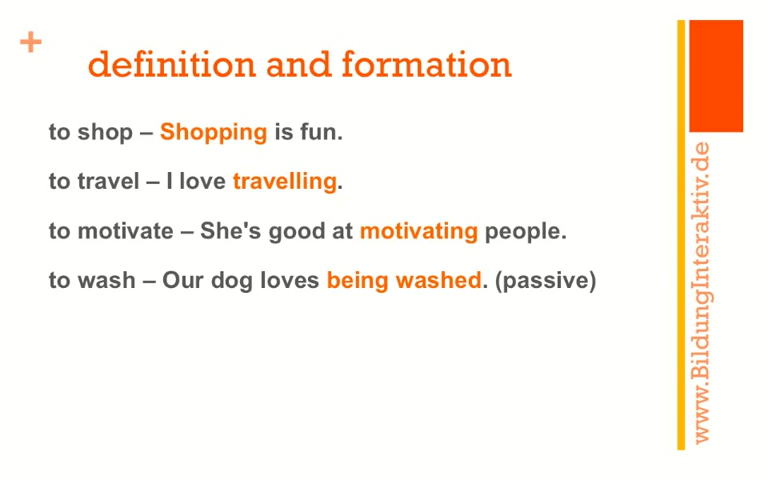 +
definition and formation
to shop – Shopping is fun.
to travel – I love travelling.
to motivate – She's good at motivating people.
to wash – Our dog loves being washed. (passive)
www.BildungInteraktiv.de